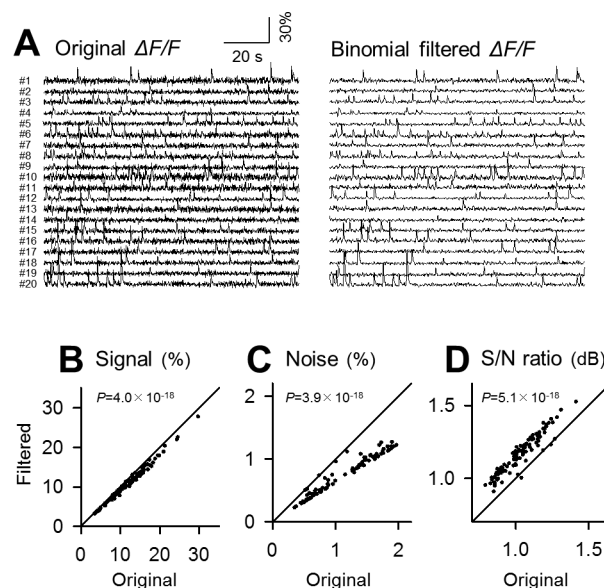 A Original ΔF/F
20 s
30%
Binomial filtered ΔF/F
#1
#2
#3
#4
#5
#6
#7
#8
#9
#10
#11
#12
#13
#14
#15
#16
#17
#18
#19
#20
B Signal (%)
P=4.0×10⁻¹⁸
30
20
10
0
0 10 20 30
Filtered
Original
C Noise (%)
P=3.9×10⁻¹⁸
2
1
0
0 1 2
Original
D S/N ratio (dB)
P=5.1×10⁻¹⁸
1.5
1.0
1.0 1.5
Original